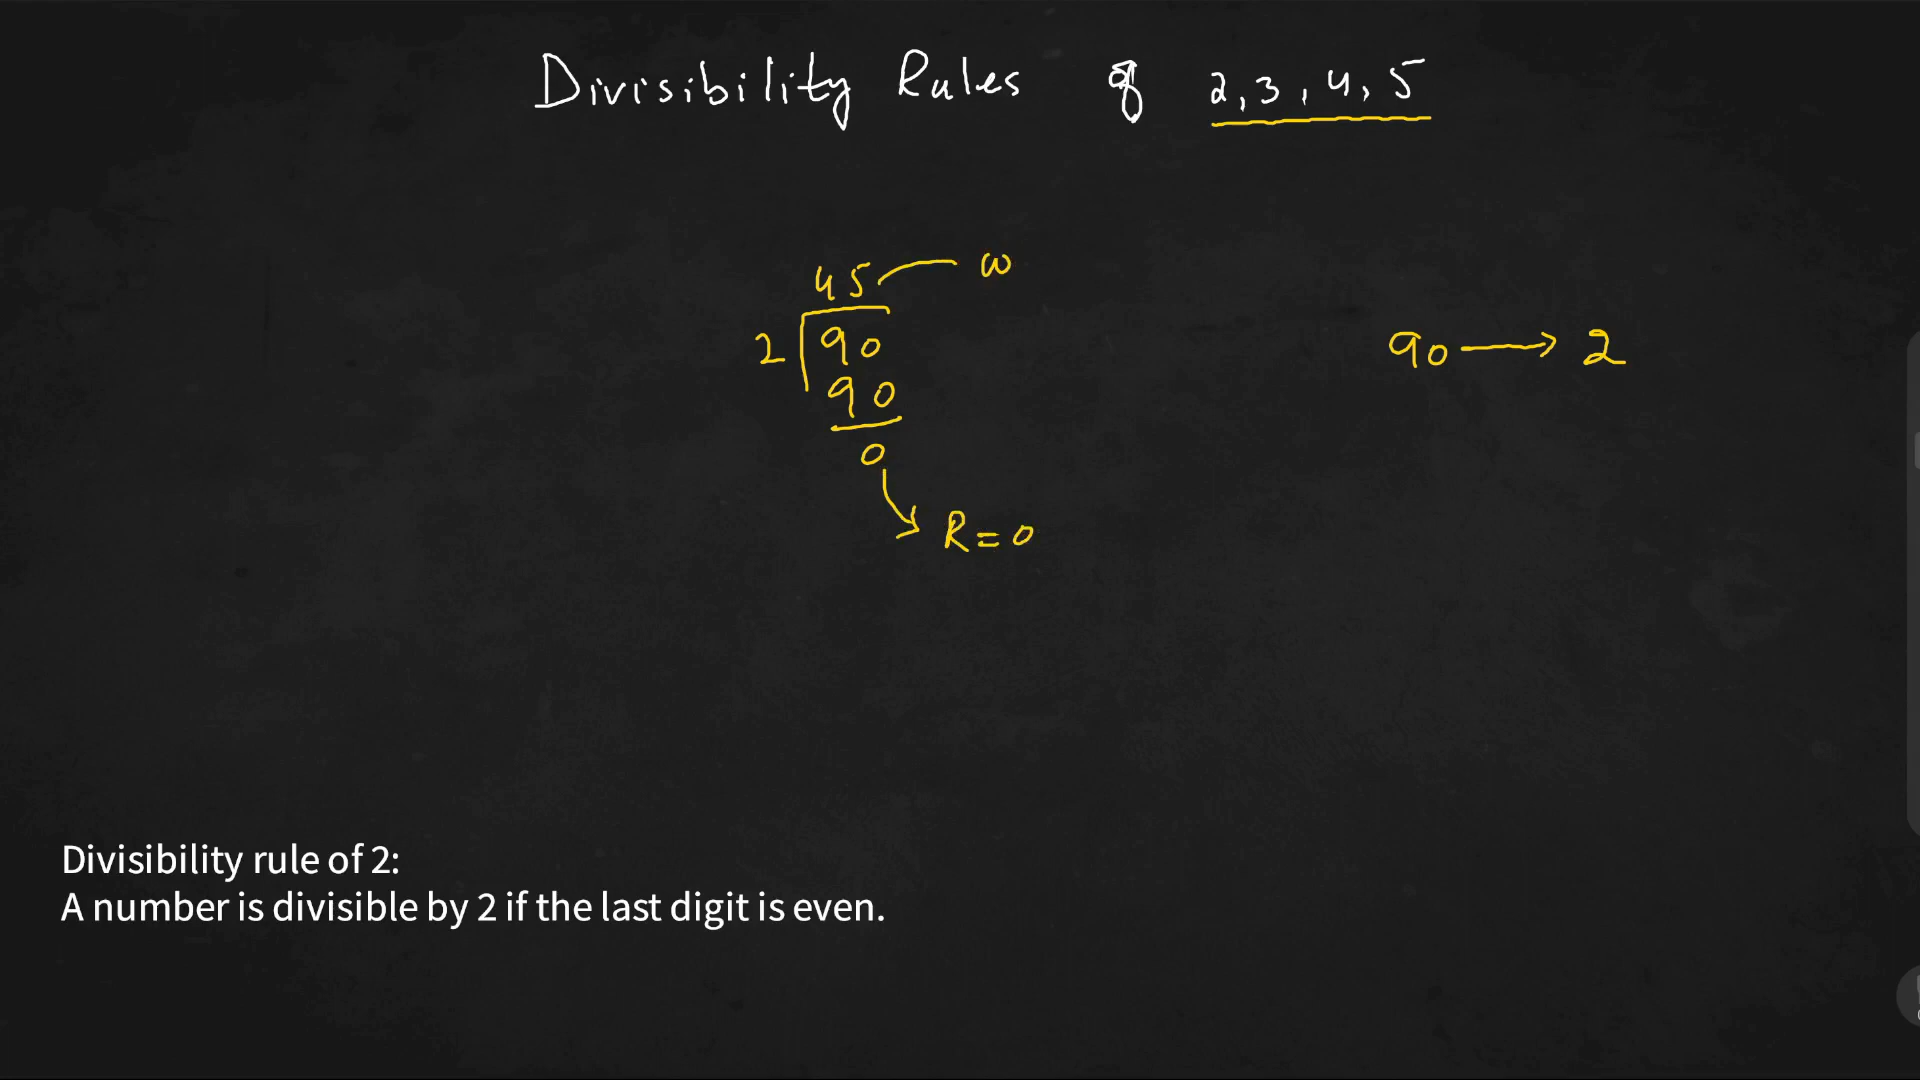 Divisibility Rules of 2,3,4,5
45 — ω
2 90 90 → 2
90
0
R = 0
Divisibility rule of 2:
A number is divisible by 2 if the last digit is even.